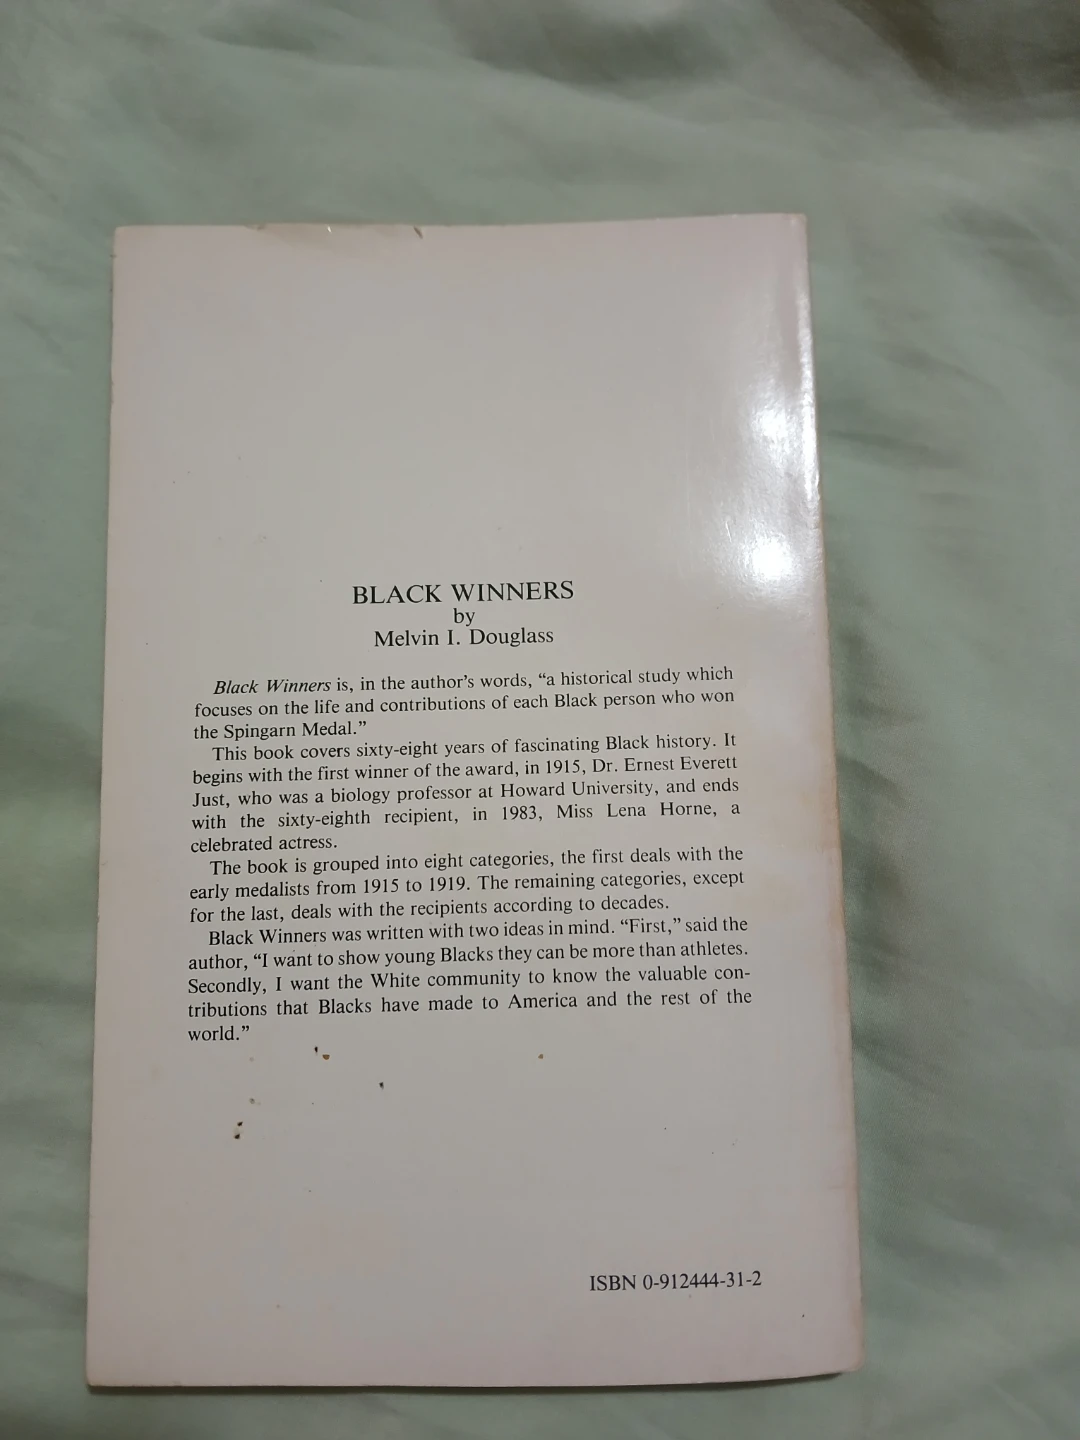 BLACK WINNERS
by
Melvin I. Douglass
Black Winners is, in the author's words, “a historical study which
focuses on the life and contributions of each Black person who won
the Spingarn Medal.”
This book covers sixty-eight years of fascinating Black history. It
begins with the first winner of the award, in 1915, Dr. Ernest Everett
Just, who was a biology professor at Howard University, and ends
with the sixty-eighth recipient, in 1983, Miss Lena Horne, a
celebrated actress.
The book is grouped into eight categories, the first deals with the
early medalists from 1915 to 1919. The remaining categories, except
for the last, deals with the recipients according to decades.
Black Winners was written with two ideas in mind. “First,” said the
author, “I want to show young Blacks they can be more than athletes.
Secondly, I want the White community to know the valuable con-
tributions that Blacks have made to America and the rest of the
world.”
ISBN 0-912444-31-2